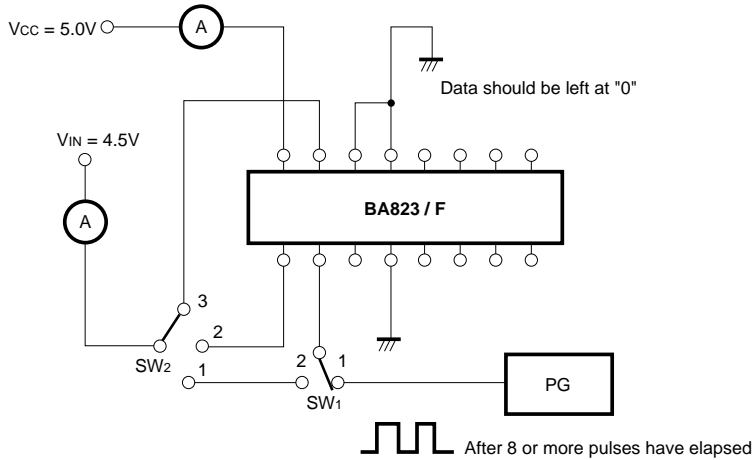 VCC = 5.0V
A
Data should be left at "0"
VIN = 4.5V
A
BA823 / F
3
2
SW2
1
2
1
SW1
PG
After 8 or more pulses have elapsed